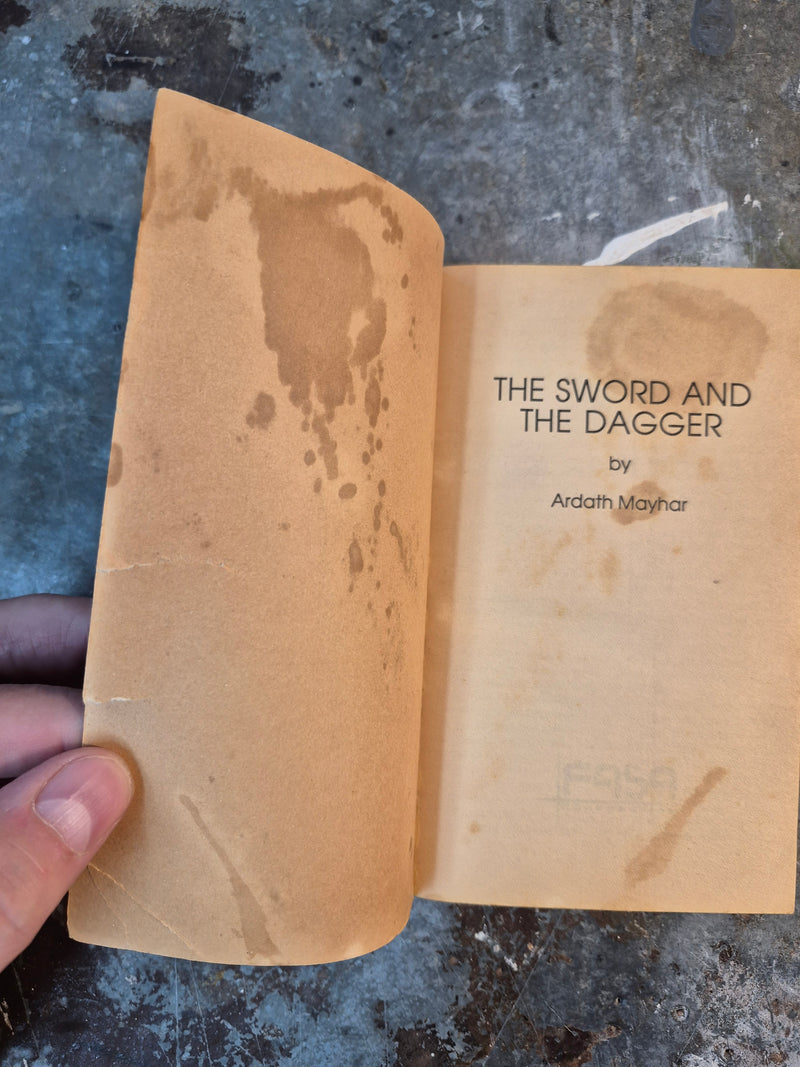 THE SWORD AND
THE DAGGER
by
Ardath Mayhar